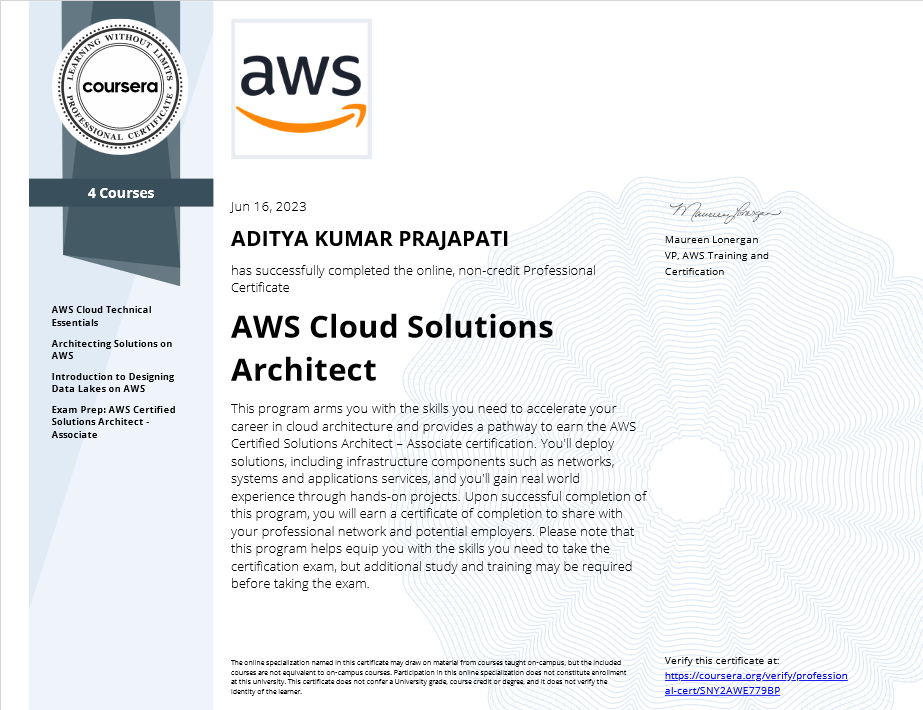 LEARNING WITHOUT LIMITS
coursera
PROFESSIONAL CERTIFICATE
4 Courses
AWS Cloud Technical
Essentials
Architecting Solutions on
AWS
Introduction to Designing
Data Lakes on AWS
Exam Prep: AWS Certified
Solutions Architect -
Associate
aws
Jun 16, 2023
ADITYA KUMAR PRAJAPATI
has successfully completed the online, non-credit Professional
Certificate
AWS Cloud Solutions
Architect
This program arms you with the skills you need to accelerate your
career in cloud architecture and provides a pathway to earn the AWS
Certified Solutions Architect – Associate certification. You'll deploy
solutions, including infrastructure components such as networks,
systems and applications services, and you'll gain real world
experience through hands-on projects. Upon successful completion of
this program, you will earn a certificate of completion to share with
your professional network and potential employers. Please note that
this program helps equip you with the skills you need to take the
certification exam, but additional study and training may be required
before taking the exam.
Maureen Lonergan
Maureen Lonergan
VP, AWS Training and
Certification
The online specialization named in this certificate may draw on material from courses taught on-campus, but the included
courses are not equivalent to on-campus courses. Participation in this online specialization does not constitute enrollment
at this university. This certificate does not confer a University grade, course credit or degree, and it does not verify the
identity of the learner.
Verify this certificate at:
https://coursera.org/verify/profession
al-cert/SNY2AWE779BP